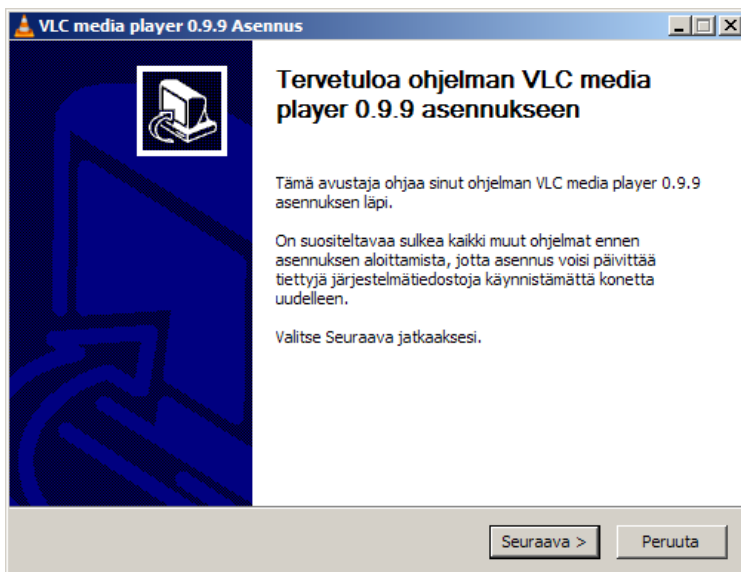 VLC media player 0.9.9 Asennus
Tervetuloa ohjelman VLC media
player 0.9.9 asennukseen
Tämä avustaja ohjaa sinut ohjelman VLC media player 0.9.9
asennuksen läpi.
On suositeltavaa sulkea kaikki muut ohjelmat ennen
asennuksen aloittamista, jotta asennus voisi päivittää
tiettyjä järjestelmätiedostoja käynnistämättä konetta
uudelleen.
Valitse Seuraava jatkaaksesi.
Seuraava >
Peruuta